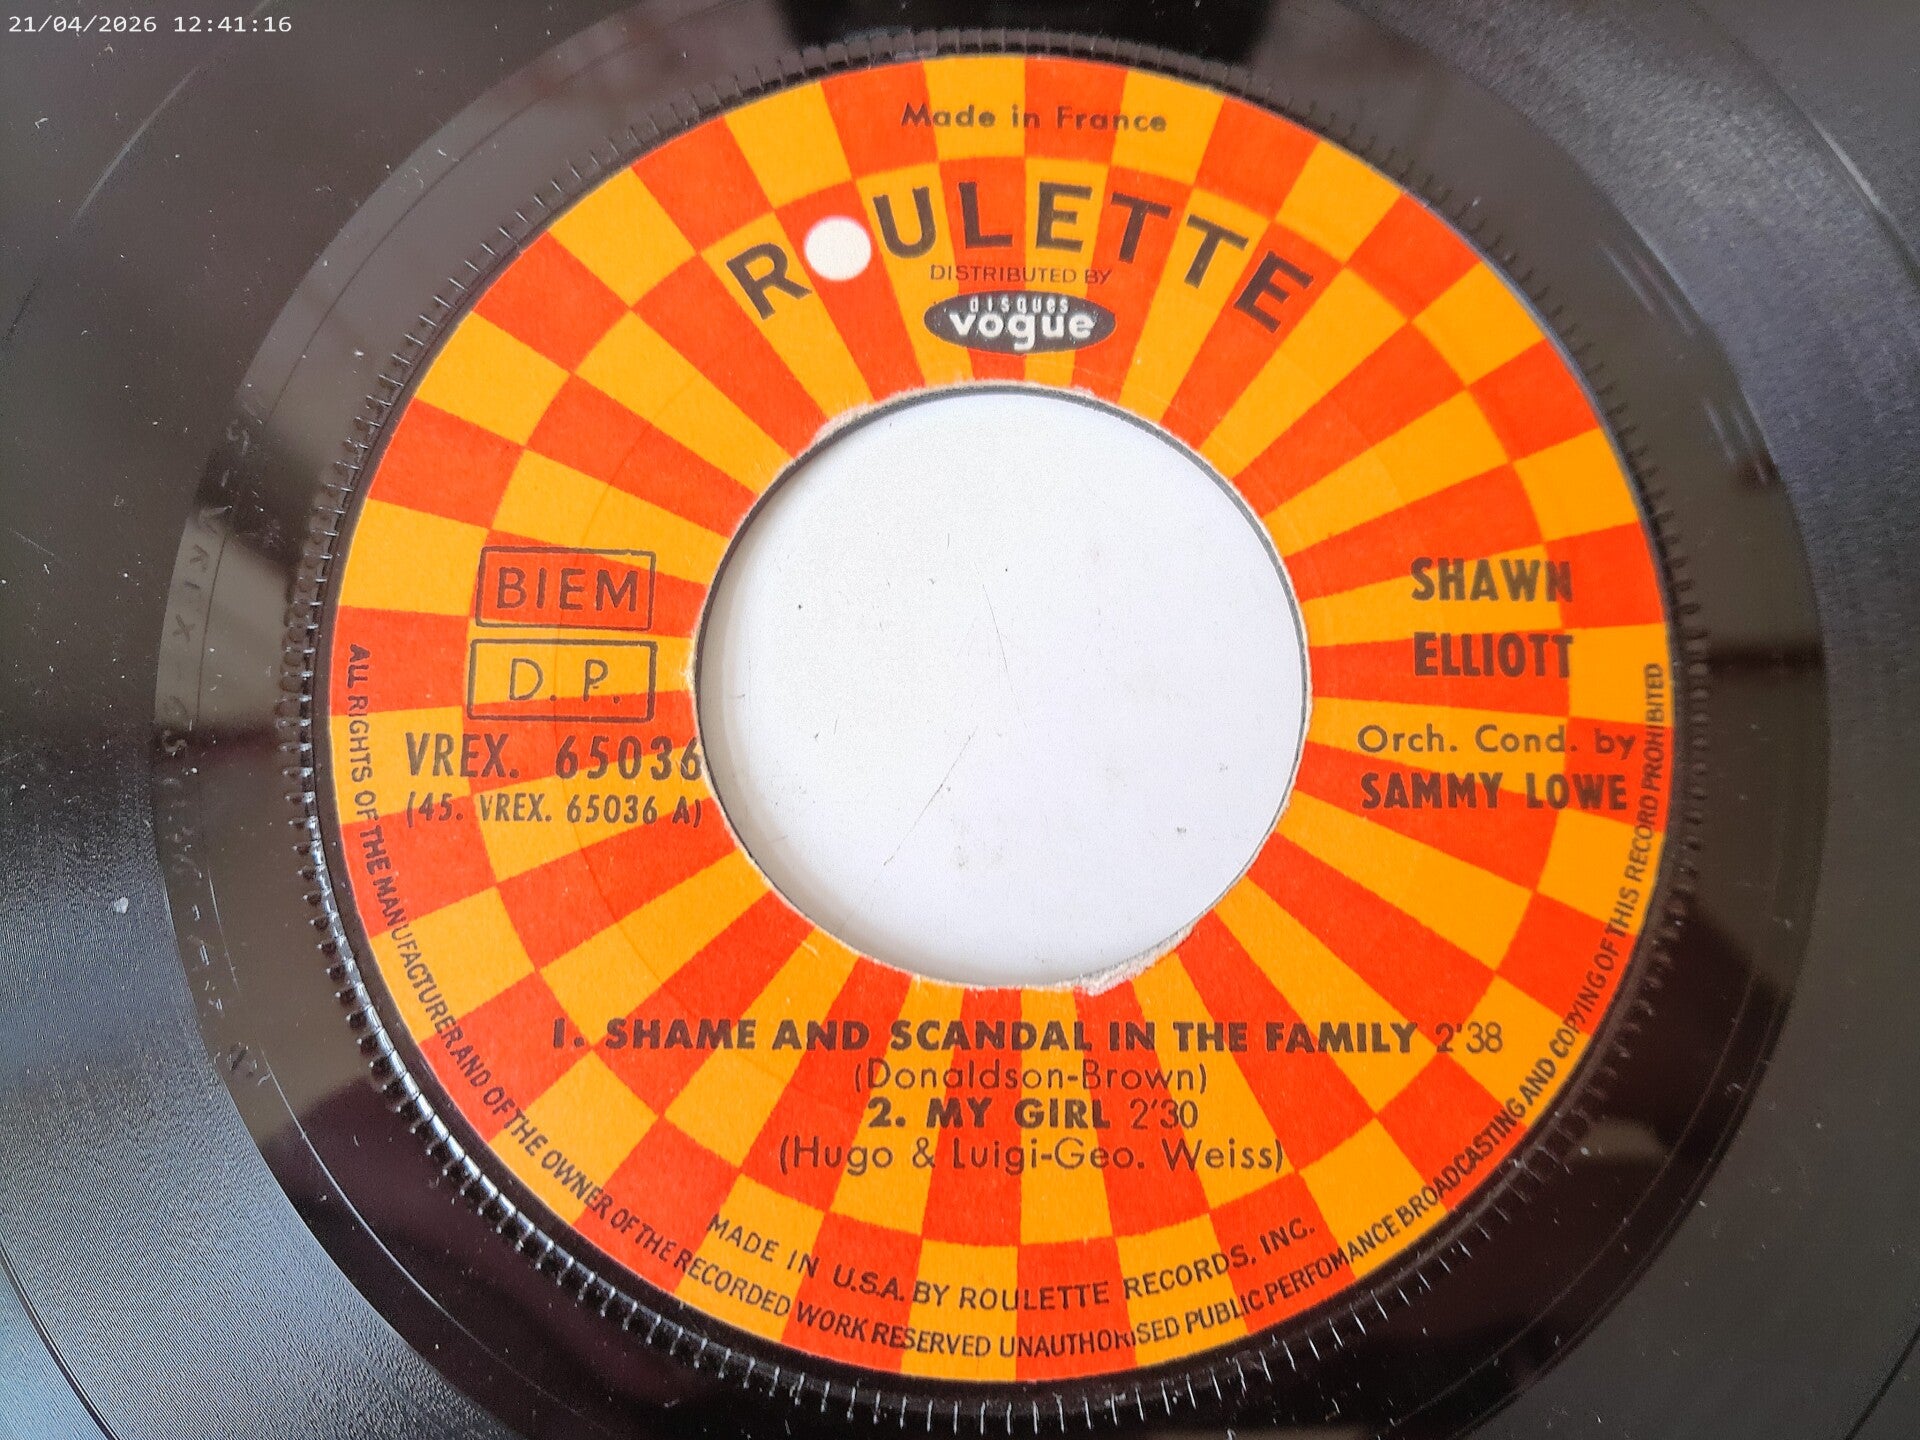 21/04/2026 12:41:16
Made in France
ROULETTE
DISTRIBUTED BY
disques
vogue
BIEM
D. P.
VREX. 65036
(45. VREX. 65036 A)
SHAWN
ELLIOTT
Orch. Cond. by
SAMMY LOWE
1. SHAME AND SCANDAL IN THE FAMILY 2'38
(Donaldson-Brown)
2. MY GIRL 2'30
(Hugo & Luigi-Geo. Weiss)
MADE IN U.S.A. BY ROULETTE RECORDS, INC.
ALL RIGHTS OF THE MANUFACTURER AND OF THE OWNER OF THE RECORDED WORK RESERVED UNAUTHORISED PUBLIC PERFOMANCE BROADCASTING AND COPYING OF THIS RECORD PROHIBITED